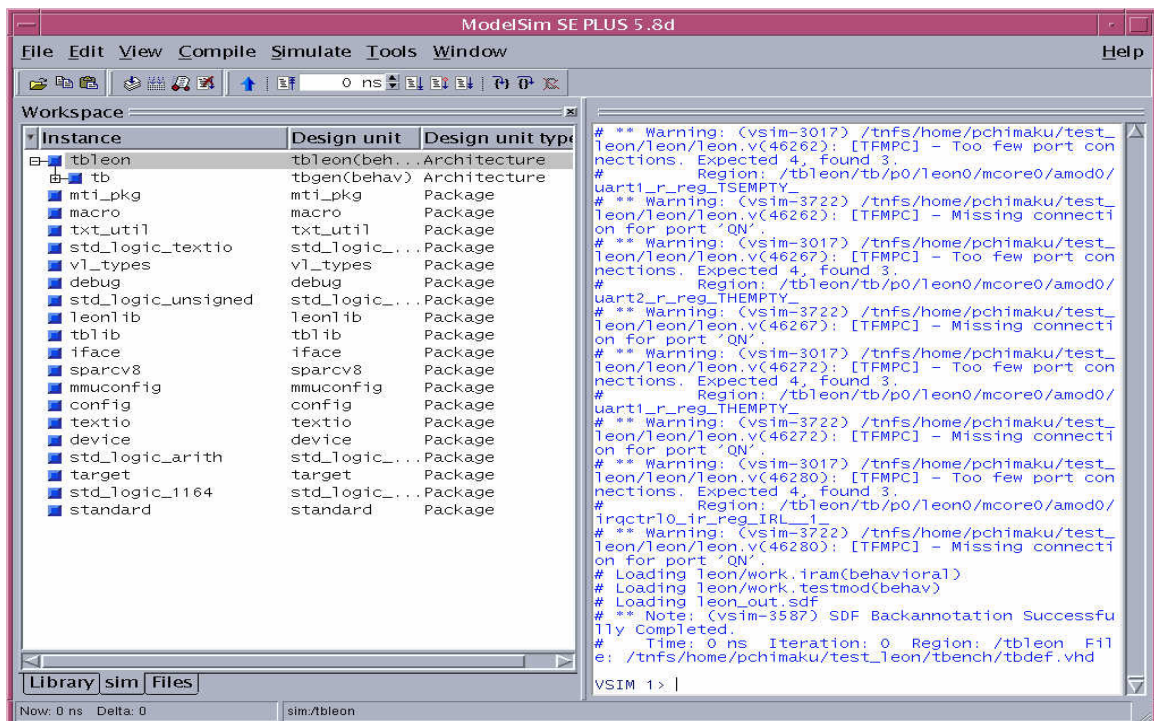 ModelSim SE PLUS 5.8d
File Edit View Compile Simulate Tools Window Help
0 ns
Workspace
Instance Design unit Design unit type
tbleon tbleon(beh... Architecture
tb tbgen(behav) Architecture
mti_pkg mti_pkg Package
macro macro Package
txt_util txt_util Package
std_logic_textio std_logic_... Package
vl_types vl_types Package
debug debug Package
std_logic_unsigned std_logic_... Package
leonlib leonlib Package
tblib tblib Package
iface iface Package
sparcv8 sparcv8 Package
mmuconfig mmuconfig Package
config config Package
textio textio Package
device device Package
std_logic_arith std_logic_... Package
target target Package
std_logic_1164 std_logic_... Package
standard standard Package
Library sim Files
# ** Warning: (vsim-3017) /tnfs/home/pchimaku/test_
leon/leon/leon.v(46262): [TFMPC] - Too few port con
nections. Expected 4, found 3.
# Region: /tbleon/tb/p0/leon0/mcore0/amod0/
uart1_r_reg_TSEMPTY_
# ** Warning: (vsim-3722) /tnfs/home/pchimaku/test_
leon/leon/leon.v(46262): [TFMPC] - Missing connecti
on for port 'QN'.
# ** Warning: (vsim-3017) /tnfs/home/pchimaku/test_
leon/leon/leon.v(46267): [TFMPC] - Too few port con
nections. Expected 4, found 3.
# Region: /tbleon/tb/p0/leon0/mcore0/amod0/
uart2_r_reg_THEMPTY_
# ** Warning: (vsim-3722) /tnfs/home/pchimaku/test_
leon/leon/leon.v(46267): [TFMPC] - Missing connecti
on for port 'QN'.
# ** Warning: (vsim-3017) /tnfs/home/pchimaku/test_
leon/leon/leon.v(46272): [TFMPC] - Too few port con
nections. Expected 4, found 3.
# Region: /tbleon/tb/p0/leon0/mcore0/amod0/
uart1_r_reg_THEMPTY_
# ** Warning: (vsim-3722) /tnfs/home/pchimaku/test_
leon/leon/leon.v(46272): [TFMPC] - Missing connecti
on for port 'QN'.
# ** Warning: (vsim-3017) /tnfs/home/pchimaku/test_
leon/leon/leon.v(46280): [TFMPC] - Too few port con
nections. Expected 4, found 3.
# Region: /tbleon/tb/p0/leon0/mcore0/amod0/
irqctrl0_ir_reg_IRL__1_
# ** Warning: (vsim-3722) /tnfs/home/pchimaku/test_
leon/leon/leon.v(46280): [TFMPC] - Missing connecti
on for port 'QN'.
# Loading leon/work.iram(behavioral)
# Loading leon/work.testmod(behav)
# Loading leon_out.sdf
# ** Note: (vsim-3587) SDF Backannotation Successfu
lly Completed.
# Time: 0 ns Iteration: 0 Region: /tbleon Fil
e: /tnfs/home/pchimaku/test_leon/tbench/tbdef.vhd
VSIM 1>
Now: 0 ns Delta: 0 sim:/tbleon